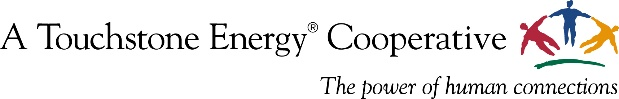 A Touchstone Energy® Cooperative
The power of human connections